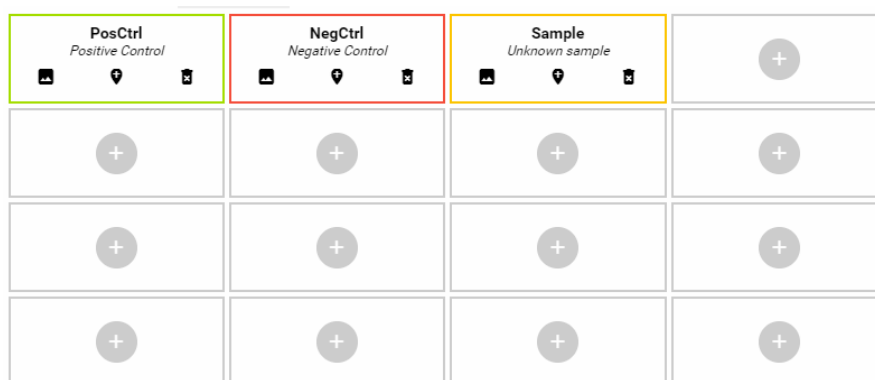 PosCtrl
Positive Control
NegCtrl
Negative Control
Sample
Unknown sample